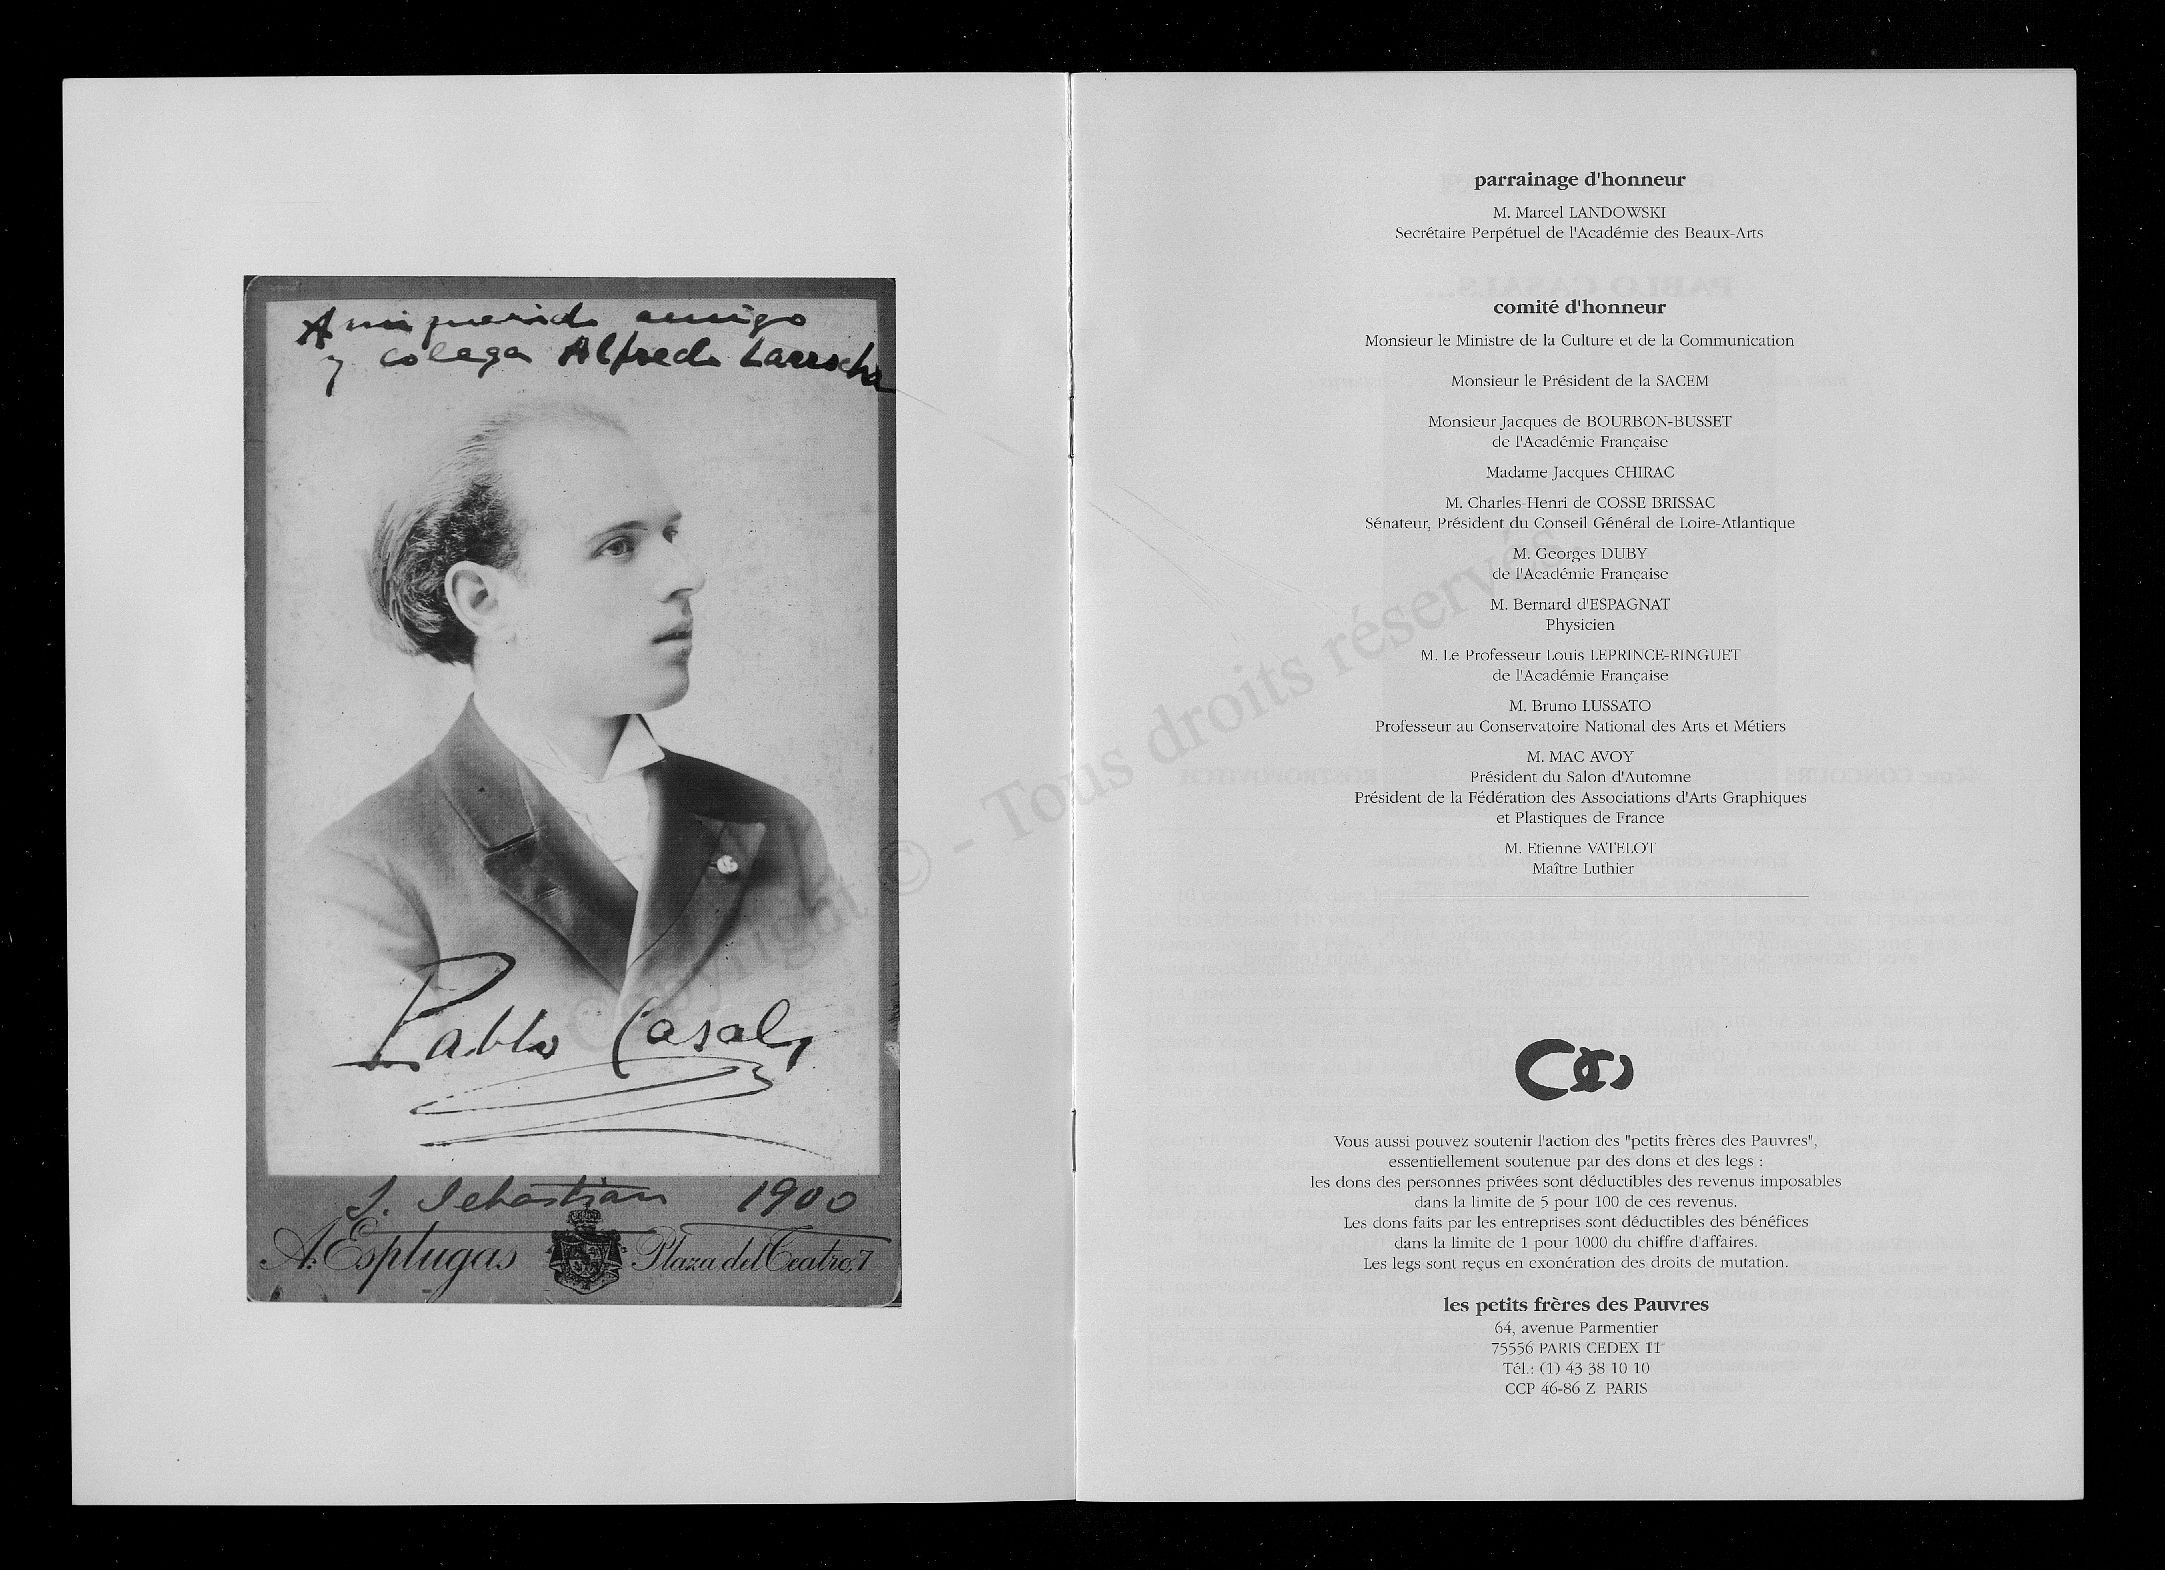 A mi querido amigo
y colega Alfredo Larrocha
Pablo Casals
S. Sebastian 1900
A. Esplugas Plaza del Teatro, 7
parrainage d'honneur
M. Marcel LANDOWSKI
Secrétaire Perpétuel de l'Académie des Beaux-Arts
comité d'honneur
Monsieur le Ministre de la Culture et de la Communication
Monsieur le Président de la SACEM
Monsieur Jacques de BOURBON-BUSSET
de l'Académie Française
Madame Jacques CHIRAC
M. Charles-Henri de COSSE BRISSAC
Sénateur, Président du Conseil Général de Loire-Atlantique
M. Georges DUBY
de l'Académie Française
M. Bernard d'ESPAGNAT
Physicien
M. Le Professeur Louis LEPRINCE-RINGUET
de l'Académie Française
M. Bruno LUSSATO
Professeur au Conservatoire National des Arts et Métiers
M. MAC AVOY
Président du Salon d'Automne
Président de la Fédération des Associations d'Arts Graphiques
et Plastiques de France
M. Etienne VATELOT
Maître Luthier
Vous aussi pouvez soutenir l'action des "petits frères des Pauvres",
essentiellement soutenue par des dons et des legs :
les dons des personnes privées sont déductibles des revenus imposables
dans la limite de 5 pour 100 de ces revenus.
Les dons faits par les entreprises sont déductibles des bénéfices
dans la limite de 1 pour 1000 du chiffre d'affaires.
Les legs sont reçus en exonération des droits de mutation.
les petits frères des Pauvres
64, avenue Parmentier
75556 PARIS CEDEX 11
Tél.: (1) 43 38 10 10
CCP 46-86 Z PARIS
Copyright © - Tous droits réservés